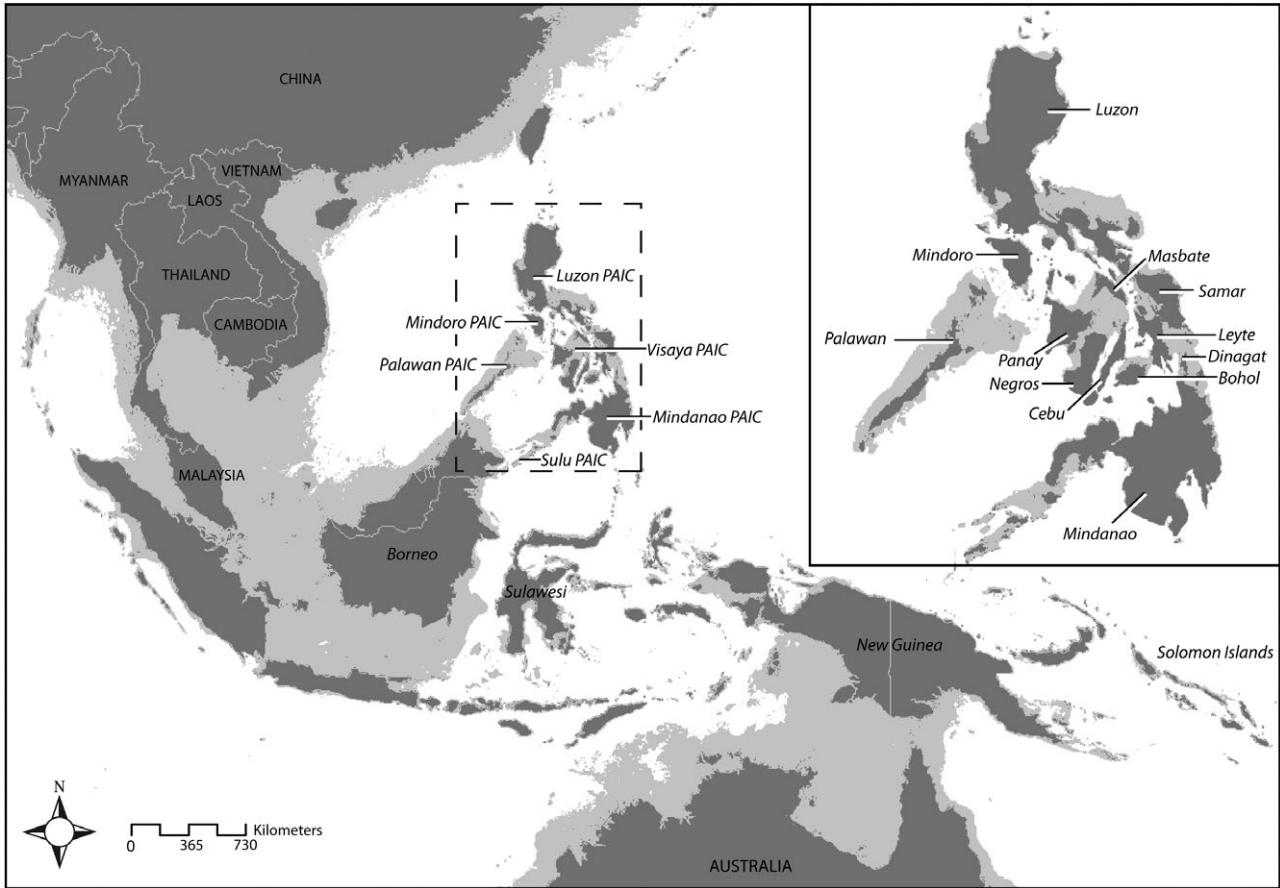 CHINA
VIETNAM
MYANMAR
LAOS
THAILAND
CAMBODIA
MALAYSIA
Luzon PAIC
Mindoro PAIC
Visaya PAIC
Palawan PAIC
Mindanao PAIC
Sulu PAIC
Borneo
Sulawesi
New Guinea
Solomon Islands
AUSTRALIA
N
Kilometers
0 365 730
Luzon
Mindoro
Masbate
Samar
Palawan
Leyte
Panay
Dinagat
Negros
Bohol
Cebu
Mindanao